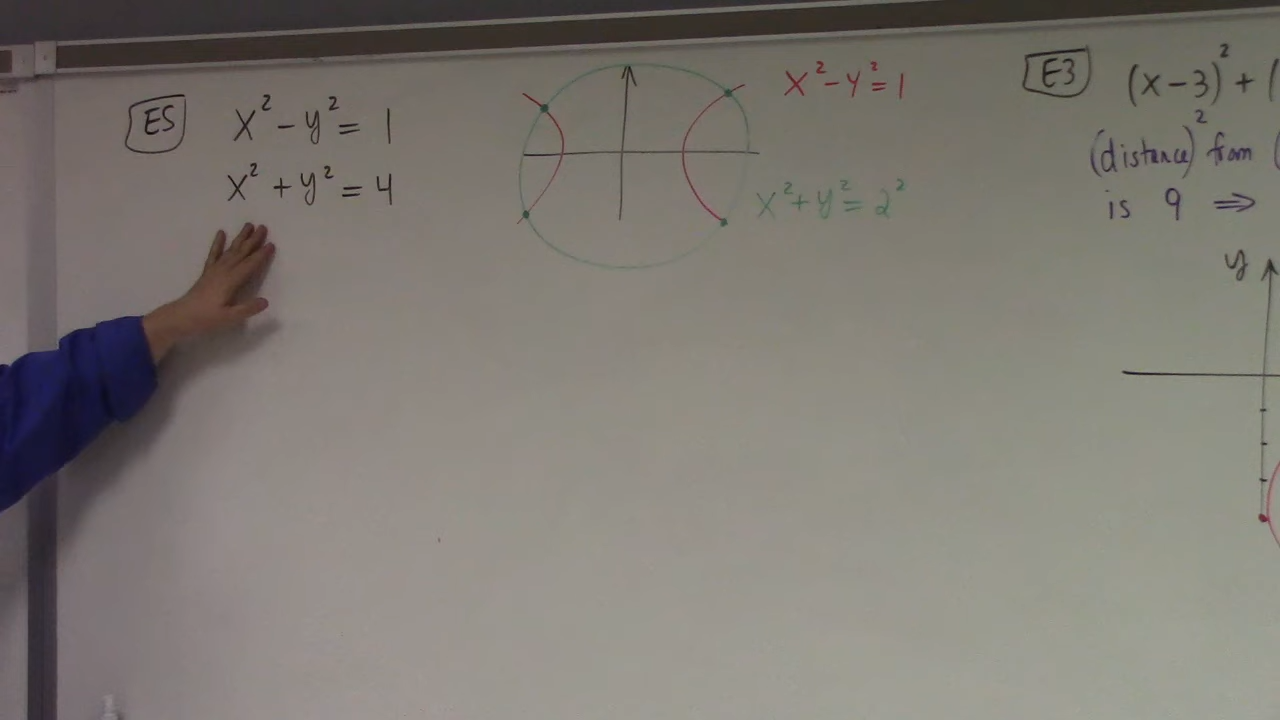 E5 x² - y² = 1
x² + y² = 4
x² - y² = 1
x² + y² = 2²
E3 (x-3)² + (
(distance)² from (
is 9 ⇒
y